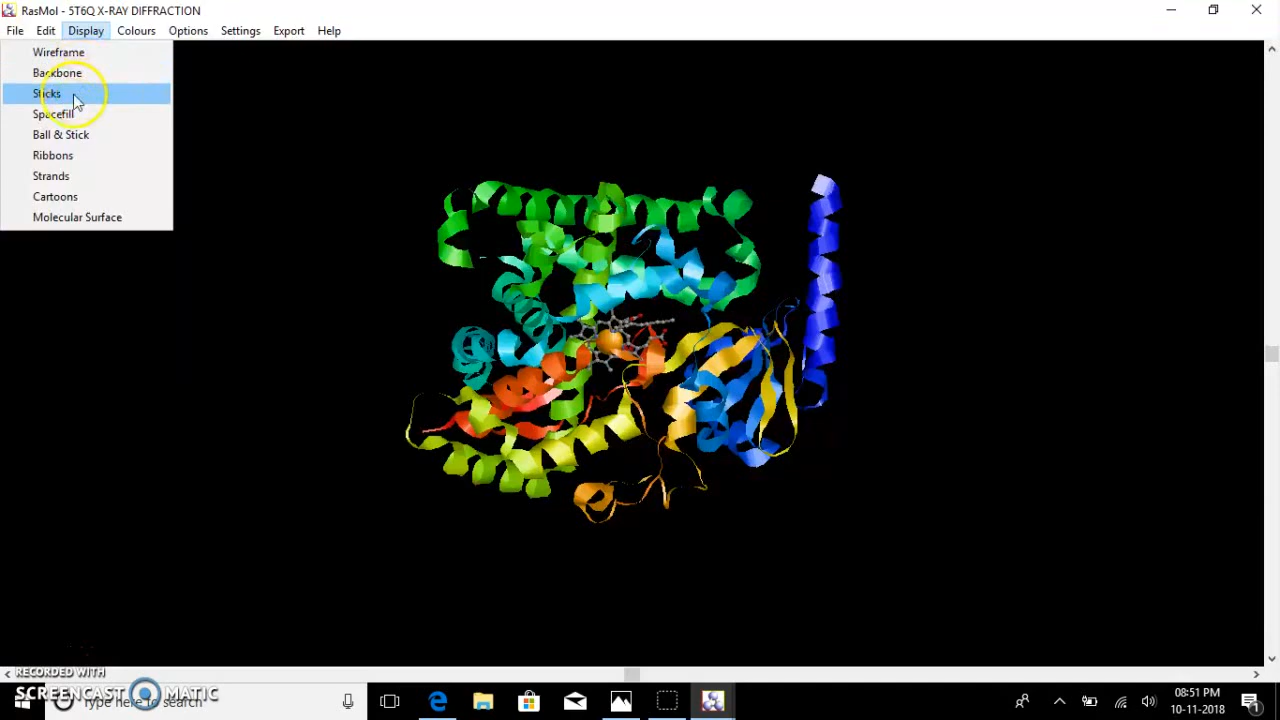 RasMol - 5T6Q X-RAY DIFFRACTION
File Edit Display Colours Options Settings Export Help
Wireframe
Backbone
Sticks
Spacefill
Ball & Stick
Ribbons
Strands
Cartoons
Molecular Surface
RECORDED WITH
SCREENCAST MATIC
Type here to search
08:51 PM
10-11-2018
1